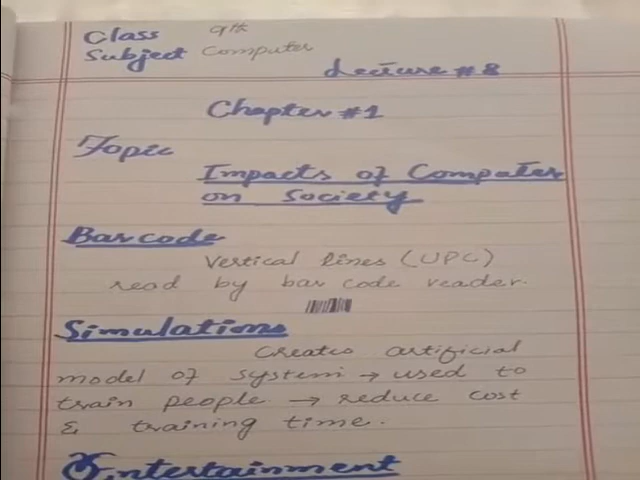 Class 9th
Subject Computer
Lecture # 8
Chapter # 1
Topic
Impacts of Computer
on Society
Barcode
Vertical lines (UPC)
read by bar code reader.
Simulations
Creates artificial
model of system → used to
train people → reduce cost
& training time.
Entertainment